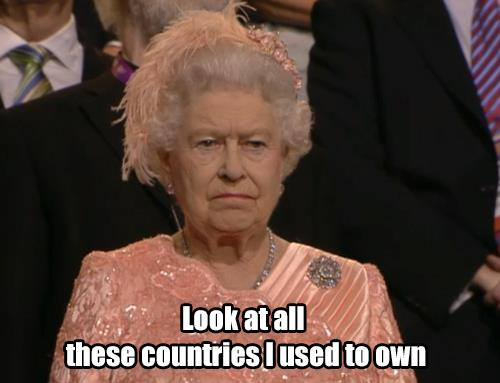 Look at all
these countries I used to own